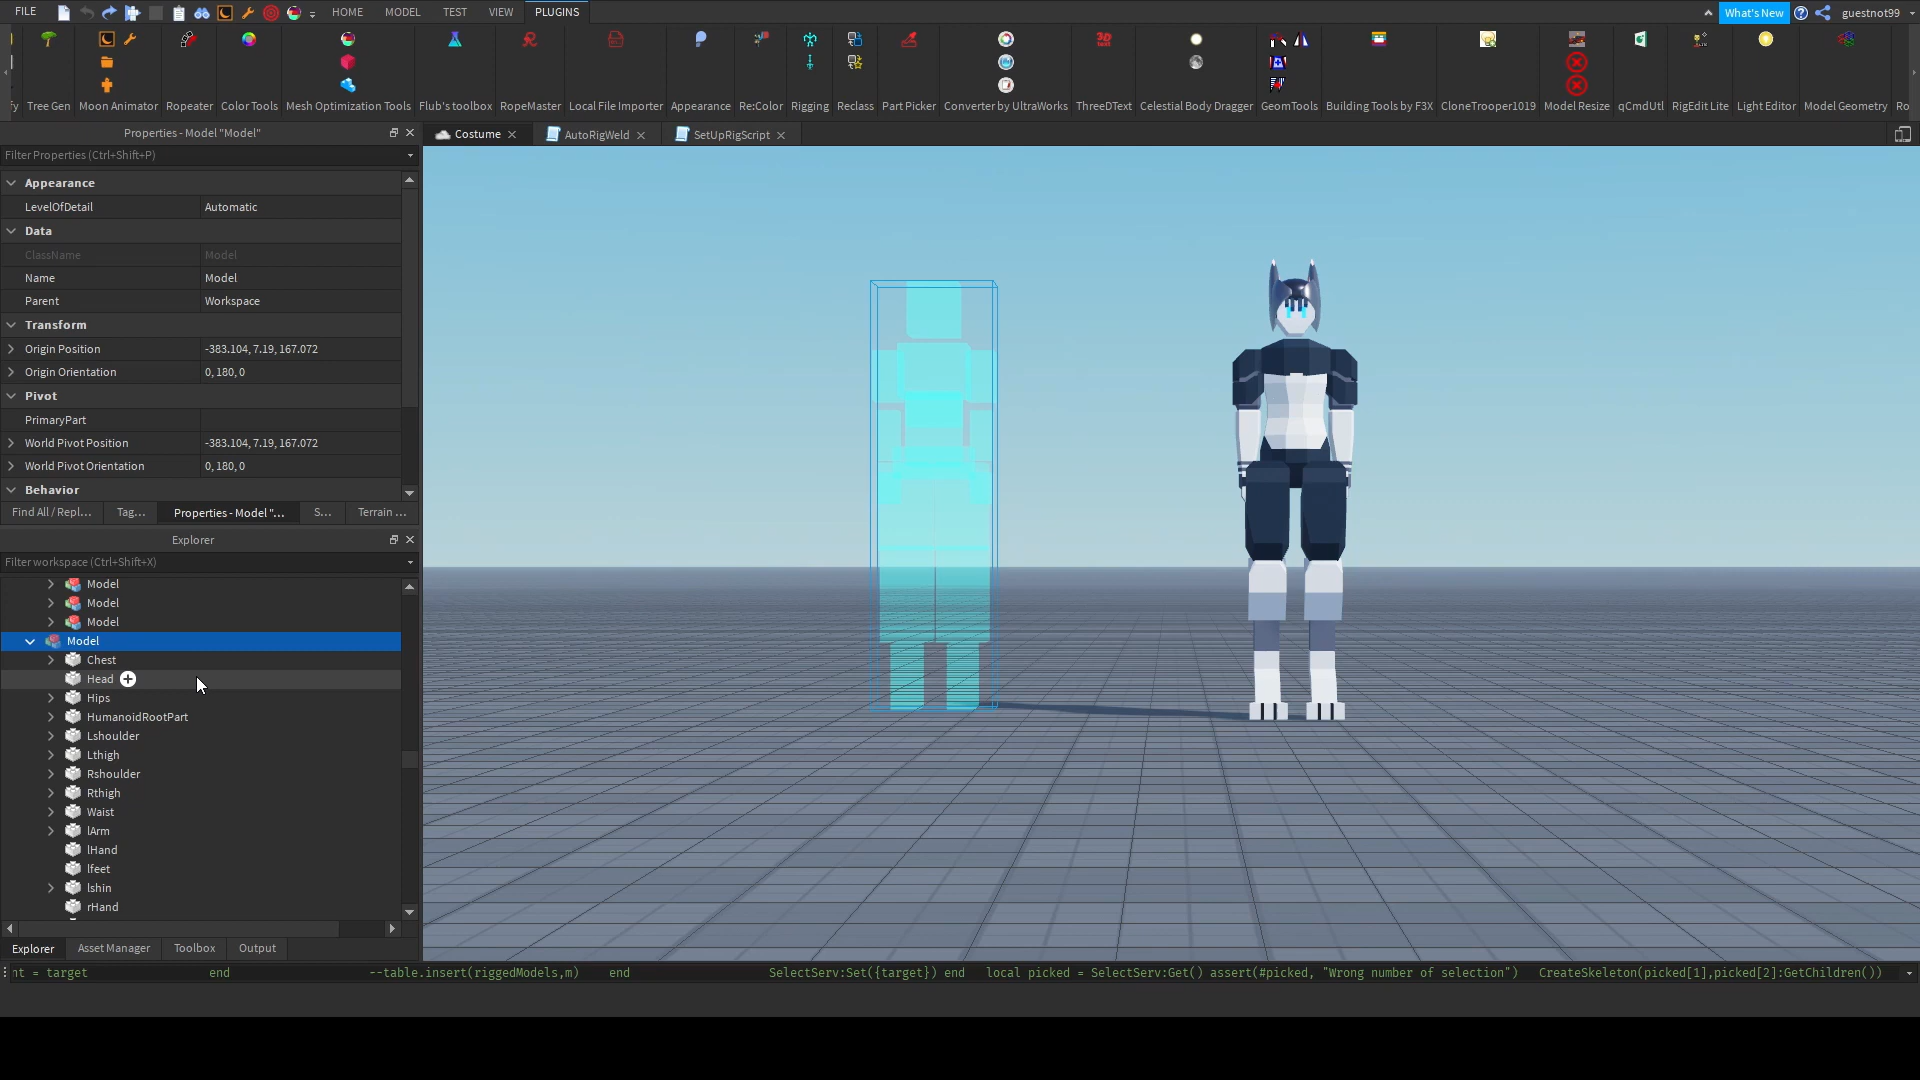 FILE HOME MODEL TEST VIEW PLUGINS What's New guestnot99
fy Tree Gen Moon Animator Ropeater Color Tools Mesh Optimization Tools Flub's toolbox RopeMaster Local File Importer Appearance Re:Color Rigging Reclass Part Picker Converter by UltraWorks ThreeDText Celestial Body Dragger GeomTools Building Tools by F3X CloneTrooper1019 Model Resize qCmdUtl RigEdit Lite Light Editor Model Geometry Ro
Properties - Model "Model"
Costume AutoRigWeld SetUpRigScript
Filter Properties (Ctrl+Shift+P)
Appearance
LevelOfDetail Automatic
Data
ClassName Model
Name Model
Parent Workspace
Transform
Origin Position -383.104, 7.19, 167.072
Origin Orientation 0, 180, 0
Pivot
PrimaryPart
World Pivot Position -383.104, 7.19, 167.072
World Pivot Orientation 0, 180, 0
Behavior
Find All / Repl... Tag... Properties - Model "... S... Terrain ...
Explorer
Filter workspace (Ctrl+Shift+X)
Model
Model
Model
Model
Chest
Head
Hips
HumanoidRootPart
Lshoulder
Lthigh
Rshoulder
Rthigh
Waist
lArm
lHand
lfeet
lshin
rHand
Explorer Asset Manager Toolbox Output
nt = target end --table.insert(riggedModels,m) end SelectServ:Set({target}) end local picked = SelectServ:Get() assert(#picked, "Wrong number of selection") CreateSkeleton(picked[1],picked[2]:GetChildren())